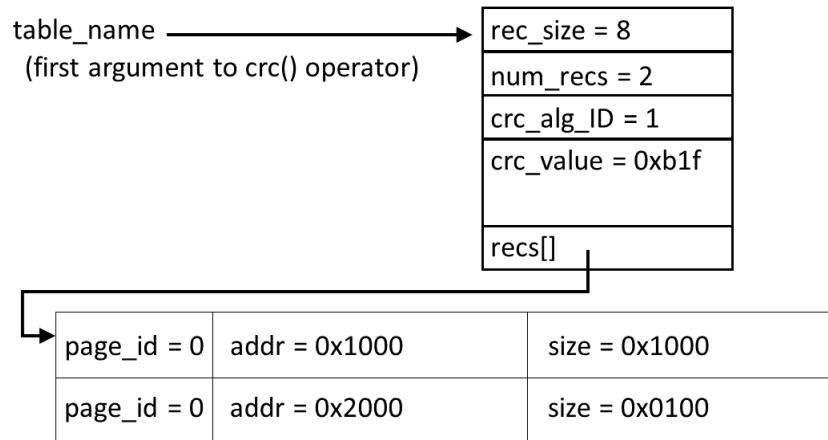 table_name
(first argument to crc() operator)
rec_size = 8
num_recs = 2
crc_alg_ID = 1
crc_value = 0xb1f
recs[]
page_id = 0 addr = 0x1000 size = 0x1000
page_id = 0 addr = 0x2000 size = 0x0100